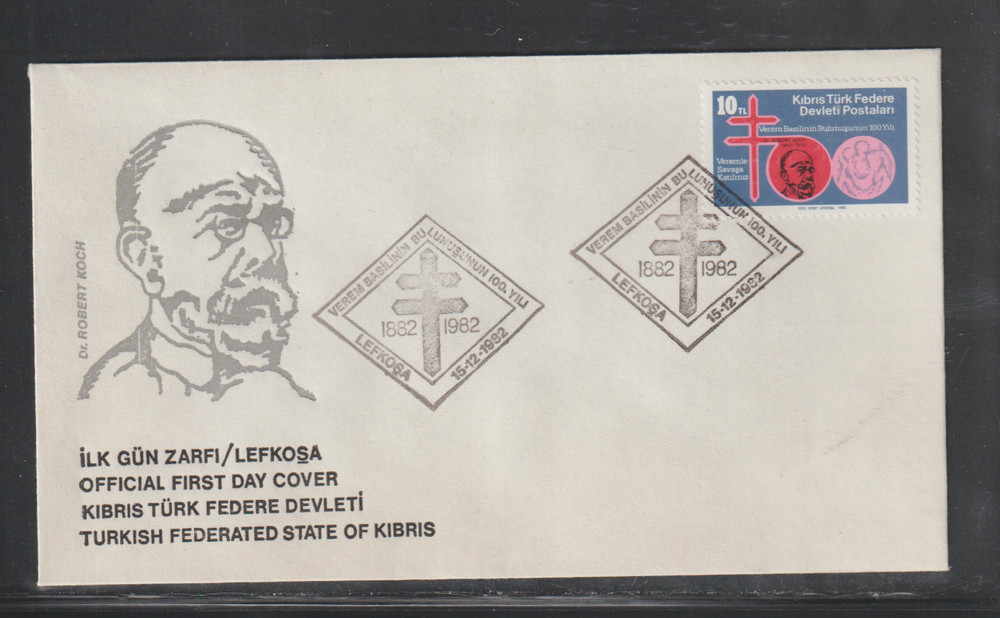 10 TL
Kıbrıs Türk Federe
Devleti Postaları
Verem Basilinin Bulunuşunun 100.Yılı
Veremle
Savaşa
Katılınız
VEREM BASİLİNİN BULUNUŞUNUN 100. YILI
1882 1982
LEFKOŞA 15-12-1982
VEREM BASİLİNİN BULUNUŞUNUN 100. YILI
1882 1982
LEFKOŞA 15-12-1982
Dr. ROBERT KOCH
İLK GÜN ZARFI/LEFKOŞA
OFFICIAL FIRST DAY COVER
KIBRIS TÜRK FEDERE DEVLETİ
TURKISH FEDERATED STATE OF KIBRIS